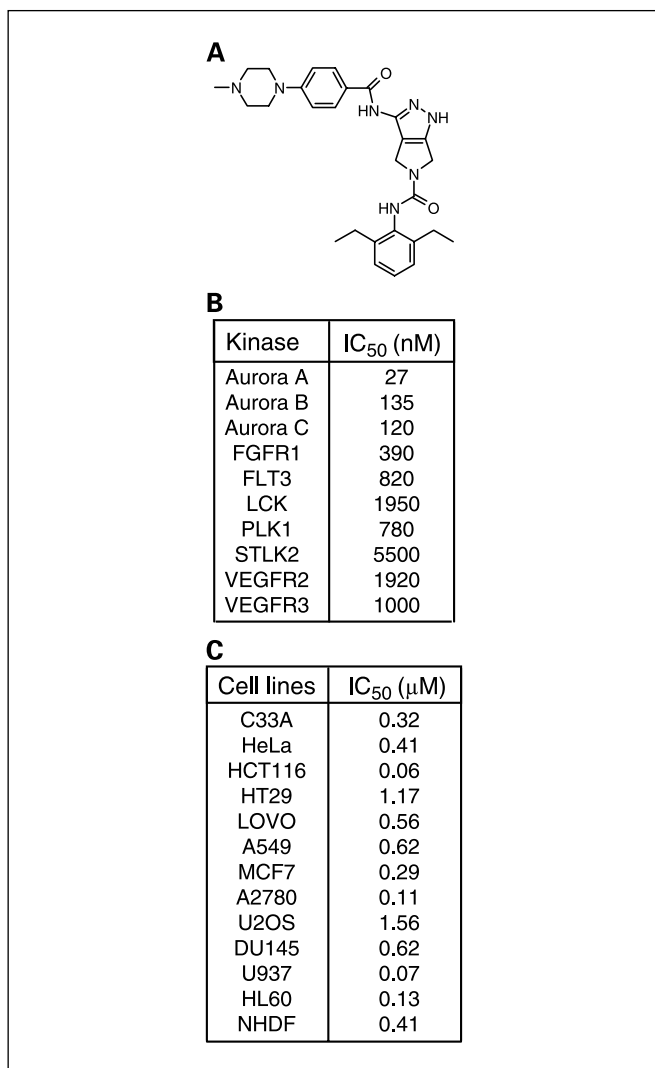 A
O
N
N
HN
N
NH
N
HN
O
B
Kinase IC50 (nM)
Aurora A 27
Aurora B 135
Aurora C 120
FGFR1 390
FLT3 820
LCK 1950
PLK1 780
STLK2 5500
VEGFR2 1920
VEGFR3 1000
C
Cell lines IC50 (μM)
C33A 0.32
HeLa 0.41
HCT116 0.06
HT29 1.17
LOVO 0.56
A549 0.62
MCF7 0.29
A2780 0.11
U2OS 1.56
DU145 0.62
U937 0.07
HL60 0.13
NHDF 0.41